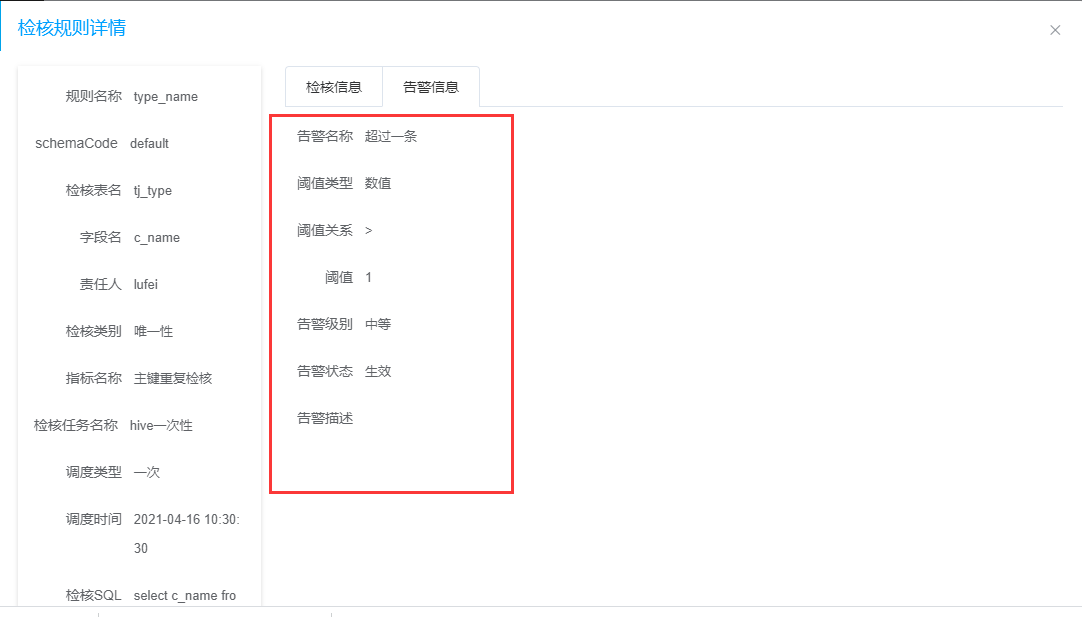 检核规则详情
规则名称 type_name
schemaCode default
检核表名 tj_type
字段名 c_name
责任人 lufei
检核类别 唯一性
指标名称 主键重复检核
检核任务名称 hive一次性
调度类型 一次
调度时间 2021-04-16 10:30:
30
检核SQL select c_name fro
检核信息 告警信息
告警名称 超过一条
阈值类型 数值
阈值关系 >
阈值 1
告警级别 中等
告警状态 生效
告警描述